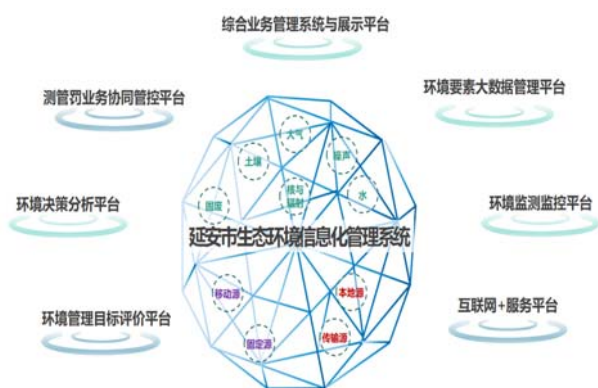 综合业务管理系统与展示平台
测管罚业务协同管控平台
环境要素大数据管理平台
大气
土壤
噪声
固废
核与
辐射
水
环境决策分析平台
环境监测监控平台
延安市生态环境信息化管理系统
移动源
本地源
环境管理目标评价平台
互联网+服务平台
固定源
传输源